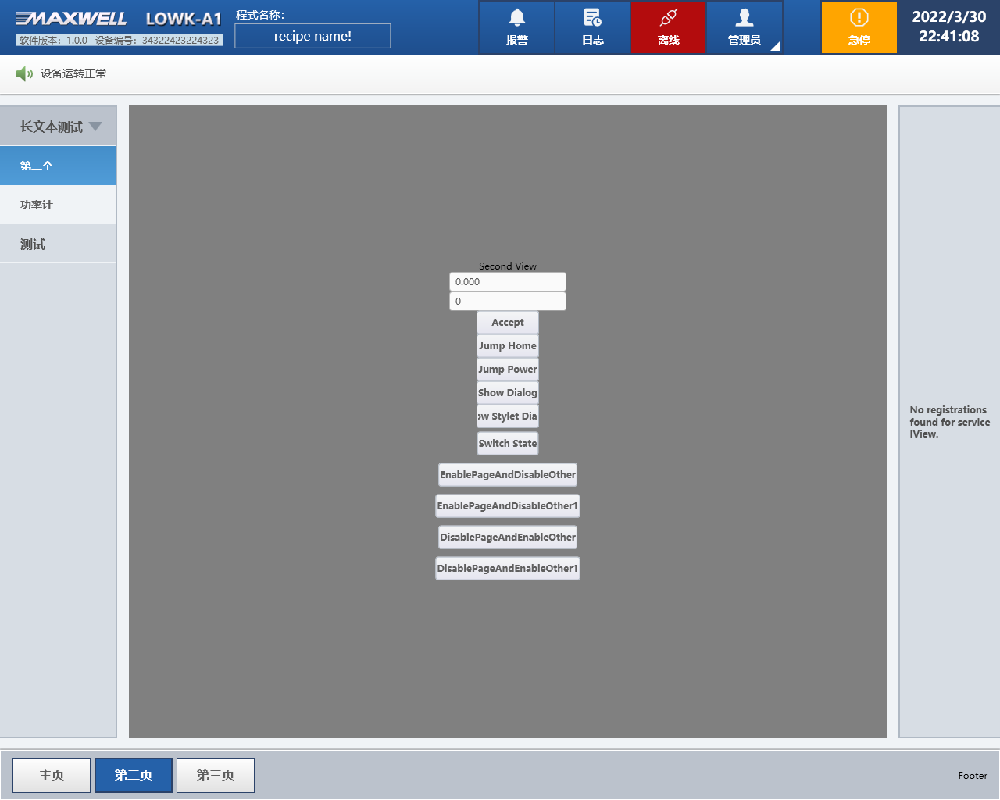 MAXWELL LOWK-A1
软件版本：1.0.0 设备编号：34322423224323
程式名称：
recipe name!
报警
日志
离线
管理员
急停
2022/3/30
22:41:08
设备运转正常
长文本测试
第二个
功率计
测试
Second View
0.000
0
Accept
Jump Home
Jump Power
Show Dialog
ow Stylet Dia
Switch State
EnablePageAndDisableOther
EnablePageAndDisableOther1
DisablePageAndEnableOther
DisablePageAndEnableOther1
No registrations
found for service
IView.
主页
第二页
第三页
Footer